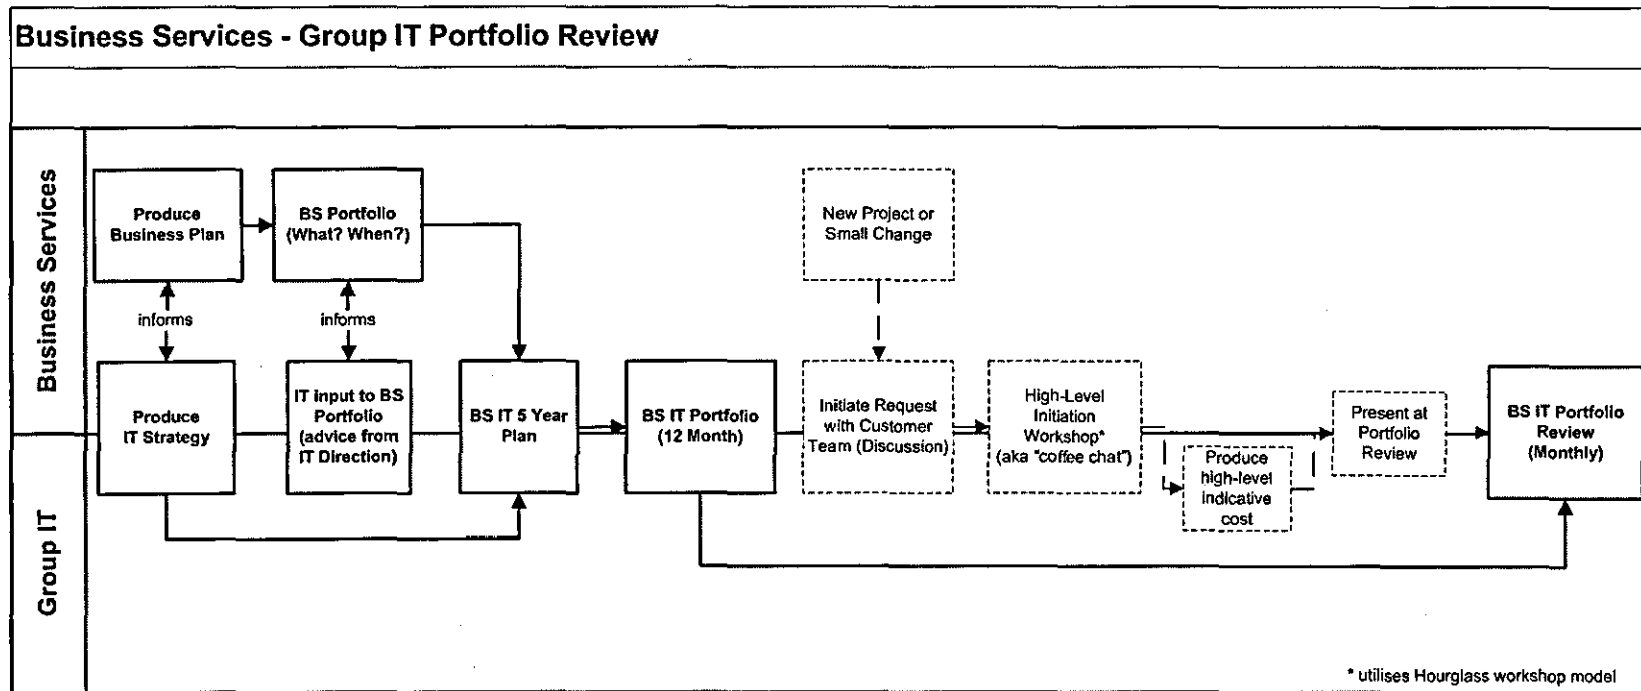 Business Services - Group IT Portfolio Review
Business Services
Group IT
Produce
Business Plan
BS Portfolio
(What? When?)
New Project or
Small Change
informs
informs
Produce
IT Strategy
IT input to BS
Portfolio
(advice from
IT Direction)
BS IT 5 Year
Plan
BS IT Portfolio
(12 Month)
Initiate Request
with Customer
Team (Discussion)
High-Level
Initiation
Workshop*
(aka "coffee chat")
Produce
high-level
indicative
cost
Present at
Portfolio
Review
BS IT Portfolio
Review
(Monthly)
* utilises Hourglass workshop model